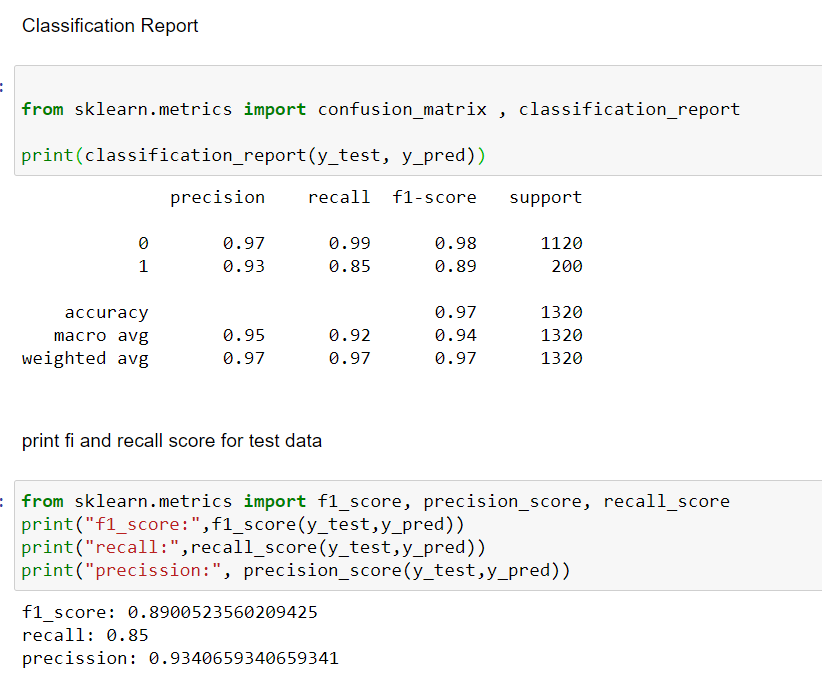 Classification Report
:
from sklearn.metrics import confusion_matrix , classification_report
print(classification_report(y_test, y_pred))
precision recall f1-score support
0 0.97 0.99 0.98 1120
1 0.93 0.85 0.89 200
accuracy 0.97 1320
macro avg 0.95 0.92 0.94 1320
weighted avg 0.97 0.97 0.97 1320
print fi and recall score for test data
:
from sklearn.metrics import f1_score, precision_score, recall_score
print("f1_score:",f1_score(y_test,y_pred))
print("recall:",recall_score(y_test,y_pred))
print("precission:", precision_score(y_test,y_pred))
f1_score: 0.8900523560209425
recall: 0.85
precission: 0.9340659340659341